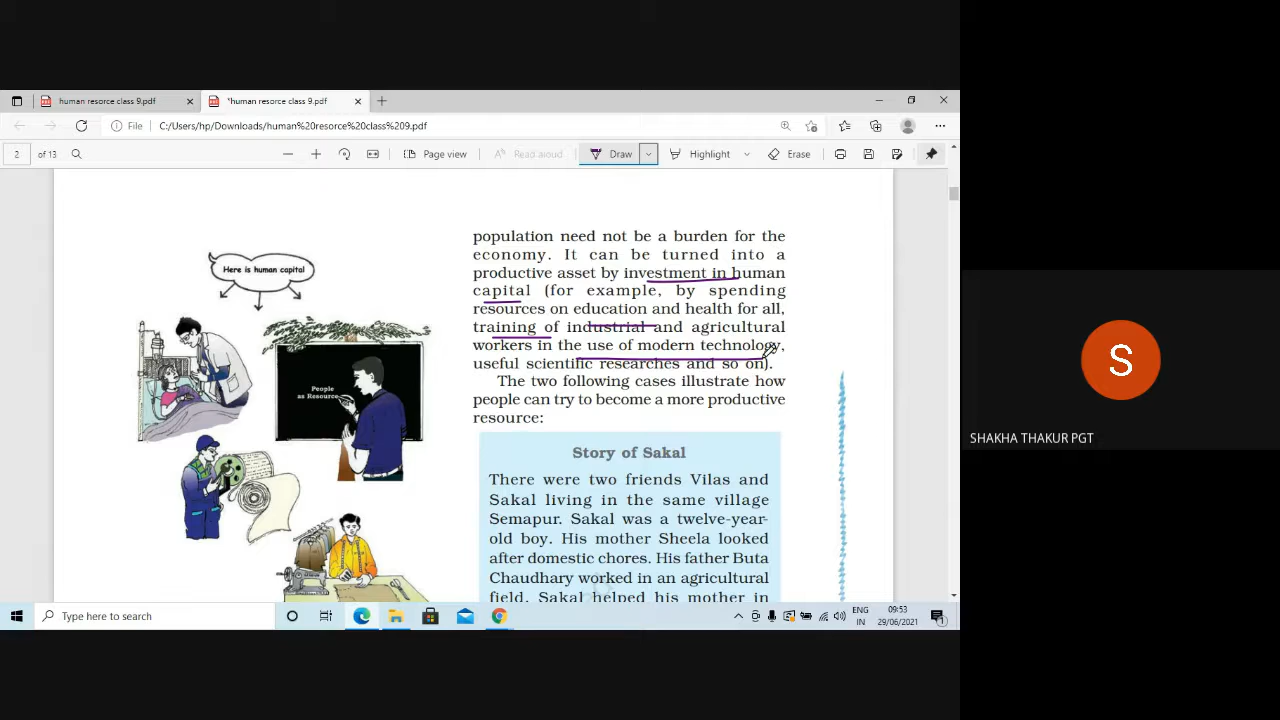 human resorce class 9.pdf
*human resorce class 9.pdf
File C:/Users/hp/Downloads/human%20resorce%20class%209.pdf
2 of 13 Page view Read aloud Draw Highlight Erase
Here is human capital
People
as Resource
population need not be a burden for the
economy. It can be turned into a
productive asset by investment in human
capital (for example, by spending
resources on education and health for all,
training of industrial and agricultural
workers in the use of modern technology,
useful scientific researches and so on).
The two following cases illustrate how
people can try to become a more productive
resource:
Story of Sakal
There were two friends Vilas and
Sakal living in the same village
Semapur. Sakal was a twelve-year-
old boy. His mother Sheela looked
after domestic chores. His father Buta
Chaudhary worked in an agricultural
field. Sakal helped his mother in
S
SHAKHA THAKUR PGT
Type here to search
ENG
IN
09:53
29/06/2021
1